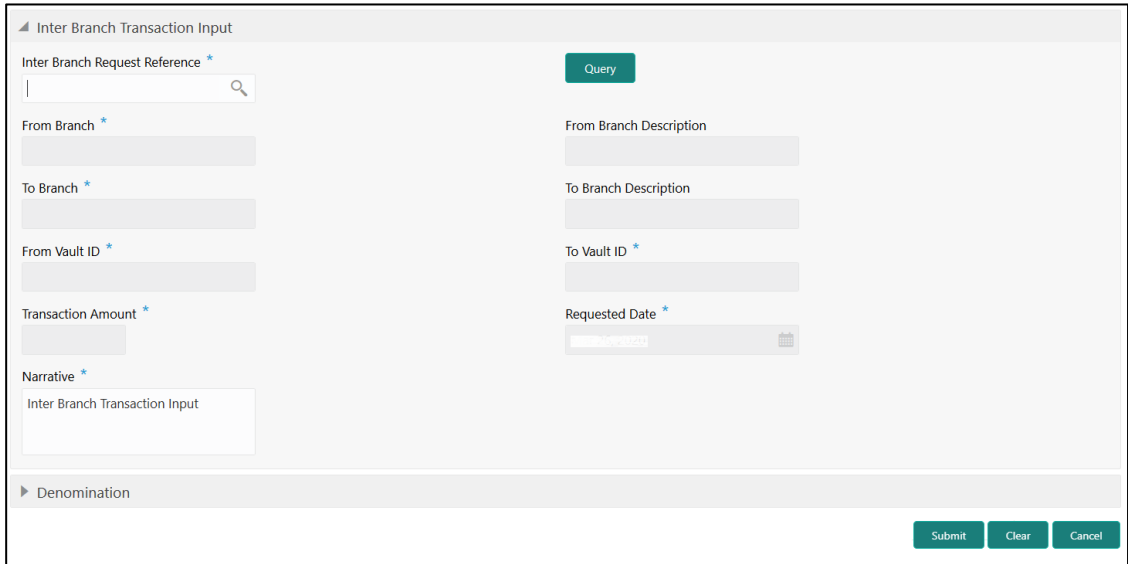 Inter Branch Transaction Input
Inter Branch Request Reference *
Query
From Branch *
From Branch Description
To Branch *
To Branch Description
From Vault ID *
To Vault ID *
Transaction Amount *
Requested Date *
Narrative *
Inter Branch Transaction Input
Denomination
Submit Clear Cancel